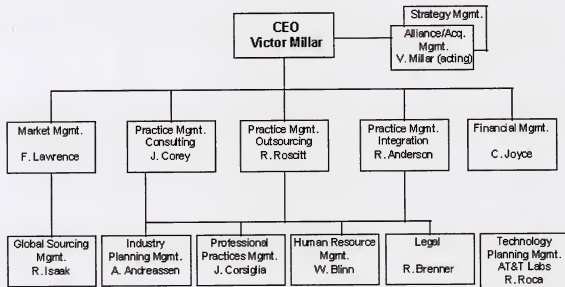 CEO
Victor Millar
Strategy Mgmt.
Alliance/Acq.
Mgmt.
V. Millar (acting)
Market Mgmt.
F. Lawrence
Practice Mgmt.
Consulting
J. Corey
Practice Mgmt.
Outsourcing
R. Roscitt
Practice Mgmt.
Integration
R. Anderson
Financial Mgmt.
C. Joyce
Global Sourcing
Mgmt.
R. Isaak
Industry
Planning Mgmt.
A. Andreassen
Professional
Practices Mgmt.
J. Corsiglia
Human Resource
Mgmt.
W. Blinn
Legal
R. Brenner
Technology
Planning Mgmt.
AT&T Labs
R. Roca